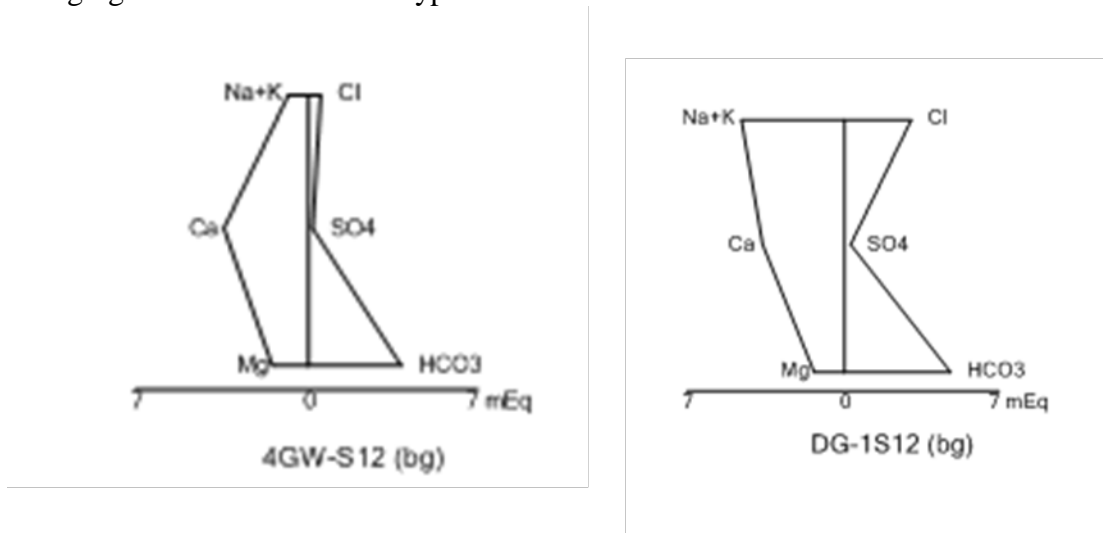 Na+K Cl
Ca SO4
Mg HCO3
7 0 7 mEq
4GW-S12 (bg)
Na+K Cl
Ca SO4
Mg HCO3
7 0 7 mEq
DG-1S12 (bg)